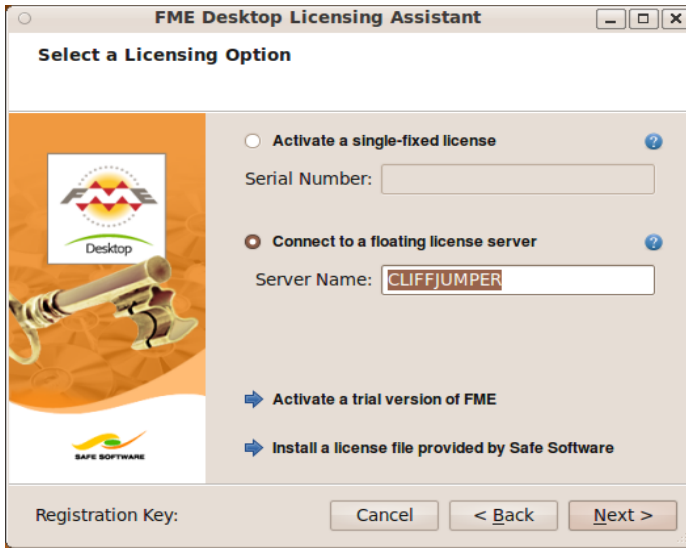 FME Desktop Licensing Assistant
Select a Licensing Option
Activate a single-fixed license
Serial Number:
FME
Desktop
Connect to a floating license server
Server Name: CLIFFJUMPER
Activate a trial version of FME
SAFE SOFTWARE
Install a license file provided by Safe Software
Registration Key:
Cancel
< Back
Next >